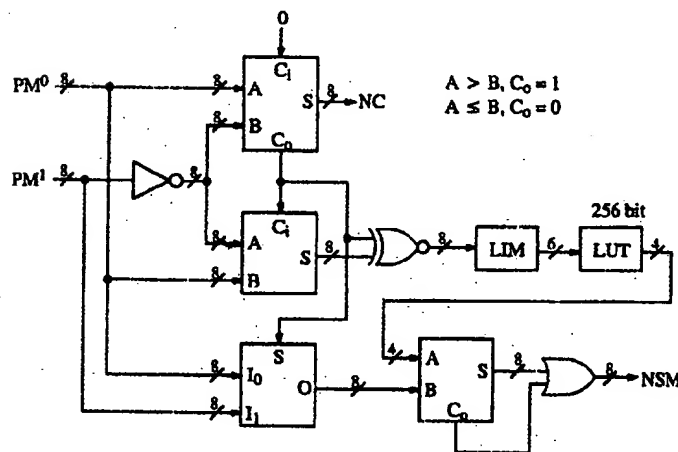 0
PM⁰ 8
8 A
Cᵢ
S 8 NC
A > B, Cₒ = 1
A ≤ B, Cₒ = 0
8 B
Cₒ
PM¹ 8
8
8 A
Cᵢ
S 8
8 B
8 LIM 6 LUT 4
256 bit
S
8 I₀
O 8
8 I₁
4 A
B
S 8
Cₒ
8 NSM